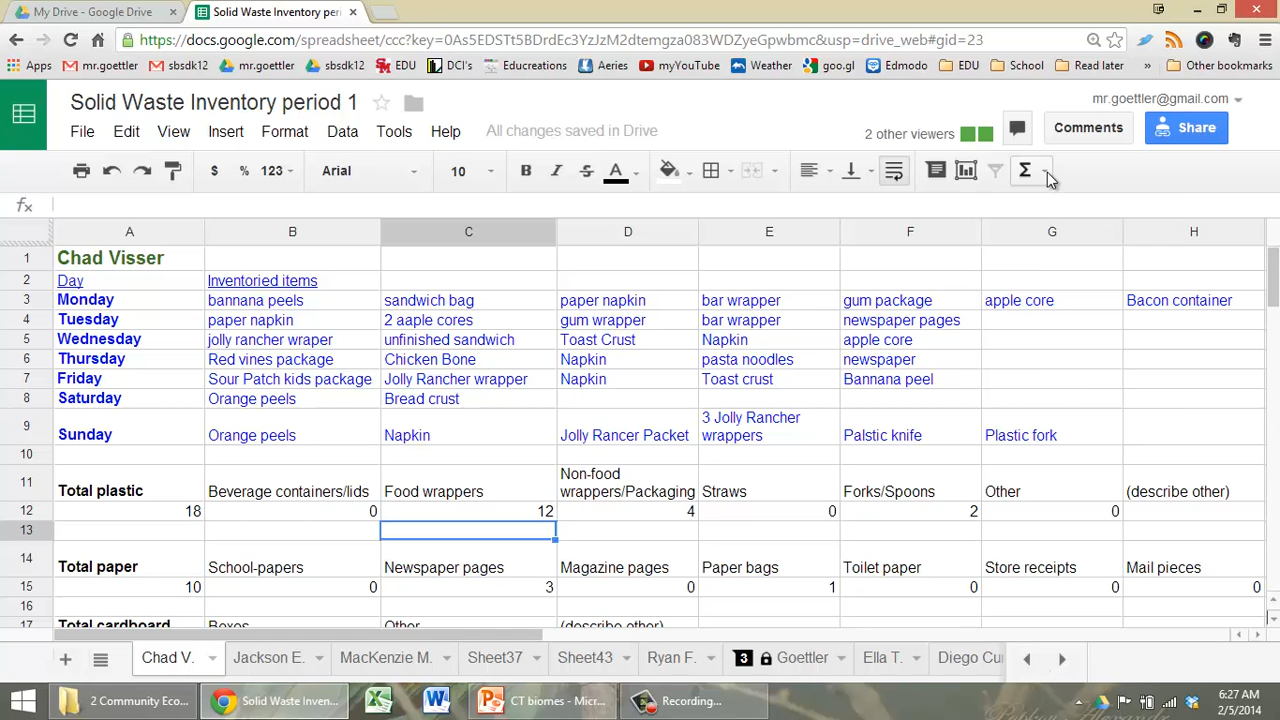 My Drive - Google Drive × Solid Waste Inventory peri ×
https://docs.google.com/spreadsheet/ccc?key=0As5EDSTt5BDrdEc3YzJzM2dtemgza083WDZyeGpwbmc&usp=drive_web#gid=23
Apps mr.goettler sbsdk12 mr.goettler sbsdk12 EDU DCI's Educreations Aeries myYouTube Weather goo.gl Edmodo EDU School Read later » Other bookmarks
Solid Waste Inventory period 1
mr.goettler@gmail.com
File Edit View Insert Format Data Tools Help All changes saved in Drive
2 other viewers Comments Share
$ % 123 Arial 10 B I S A Σ
fx
A B C D E F G H
1 Chad Visser
2 Day Inventoried items
3 Monday bannana peels sandwich bag paper napkin bar wrapper gum package apple core Bacon container
4 Tuesday paper napkin 2 aaple cores gum wrapper bar wrapper newspaper pages
5 Wednesday jolly rancher wraper unfinished sandwich Toast Crust Napkin apple core
6 Thursday Red vines package Chicken Bone Napkin pasta noodles newspaper
7 Friday Sour Patch kids package Jolly Rancher wrapper Napkin Toast crust Bannana peel
8 Saturday Orange peels Bread crust
3 Jolly Rancher
9 Sunday Orange peels Napkin Jolly Rancer Packet wrappers Palstic knife Plastic fork
10
Non-food
11 Total plastic Beverage containers/lids Food wrappers wrappers/Packaging Straws Forks/Spoons Other (describe other)
12 18 0 12 4 0 2 0
13
14 Total paper School-papers Newspaper pages Magazine pages Paper bags Toilet paper Store receipts Mail pieces
15 10 0 3 0 1 0 0 0
16
17 Total cardboard Boxes Other (describe other)
+ Chad V. Jackson E. MacKenzie M. Sheet37 Sheet43 Ryan F. 3 Goettler Ella T. Diego Cu
2 Community Eco... Solid Waste Inven... CT biomes - Micr... Recording...
6:27 AM
2/5/2014